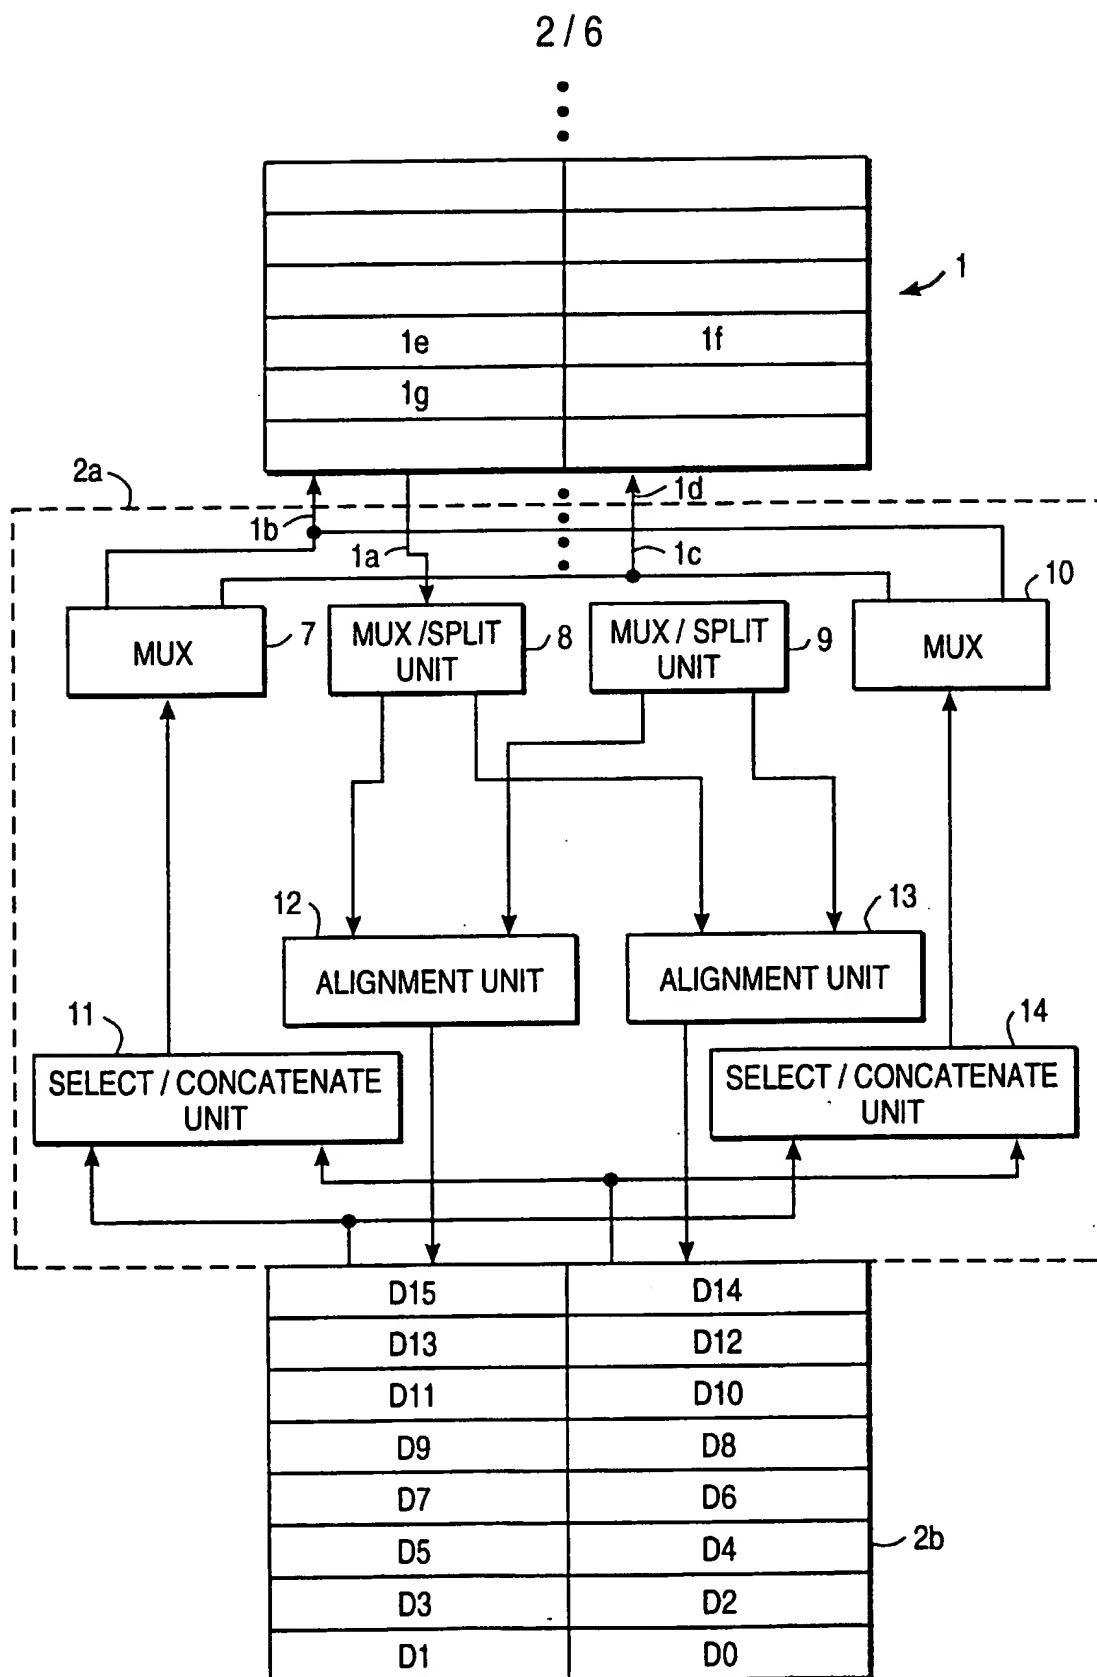 2/6
1
1e
1f
1g
2a
1b
1a
1d
1c
10
MUX
7
MUX /SPLIT
UNIT
8
MUX / SPLIT
UNIT
9
MUX
12
ALIGNMENT UNIT
13
ALIGNMENT UNIT
11
SELECT / CONCATENATE
UNIT
14
SELECT / CONCATENATE
UNIT
D15
D14
D13
D12
D11
D10
D9
D8
D7
D6
D5
D4
2b
D3
D2
D1
D0